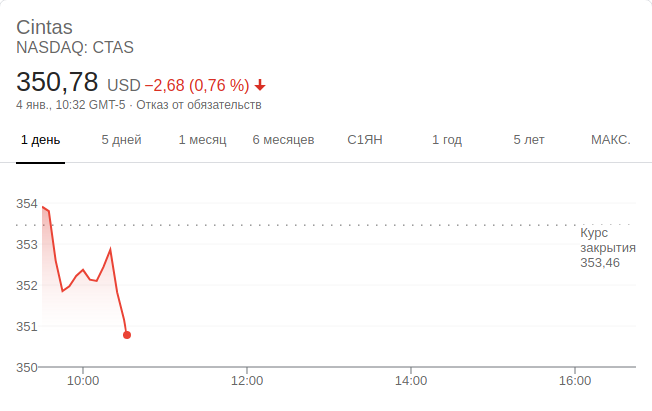 Cintas
NASDAQ: CTAS
350,78 USD −2,68 (0,76 %)
4 янв., 10:32 GMT-5 · Отказ от обязательств
1 день 5 дней 1 месяц 6 месяцев С1ЯН 1 год 5 лет МАКС.
354
353
352
351
350
Курс
закрытия
353,46
10:00 12:00 14:00 16:00